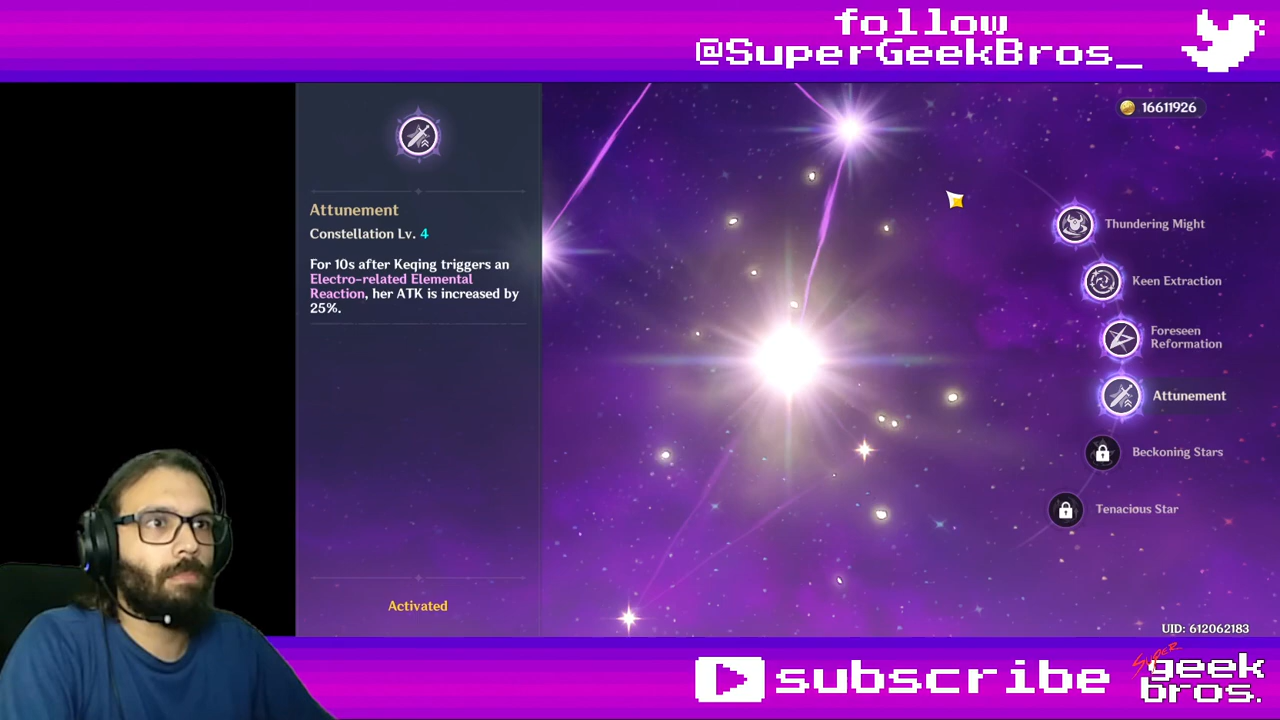 follow
@SuperGeekBros_
16611926
Attunement
Constellation Lv. 4
For 10s after Keqing triggers an
Electro-related Elemental
Reaction, her ATK is increased by
25%.
Activated
Thundering Might
Keen Extraction
Foreseen
Reformation
Attunement
Beckoning Stars
Tenacious Star
UID: 612062183
subscribe
SUPER
geek
bros.